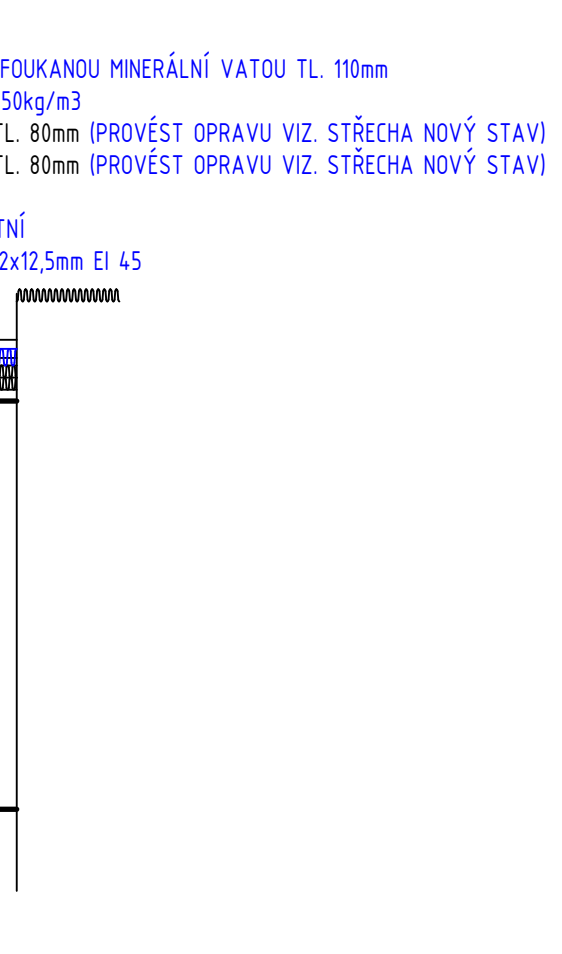 FOUKANOU MINERÁLNÍ VATOU TL. 110mm
50kg/m3
TL. 80mm (PROVÉST OPRAVU VIZ. STŘECHA NOVÝ STAV)
TL. 80mm (PROVÉST OPRAVU VIZ. STŘECHA NOVÝ STAV)
TNÍ
2x12,5mm EI 45